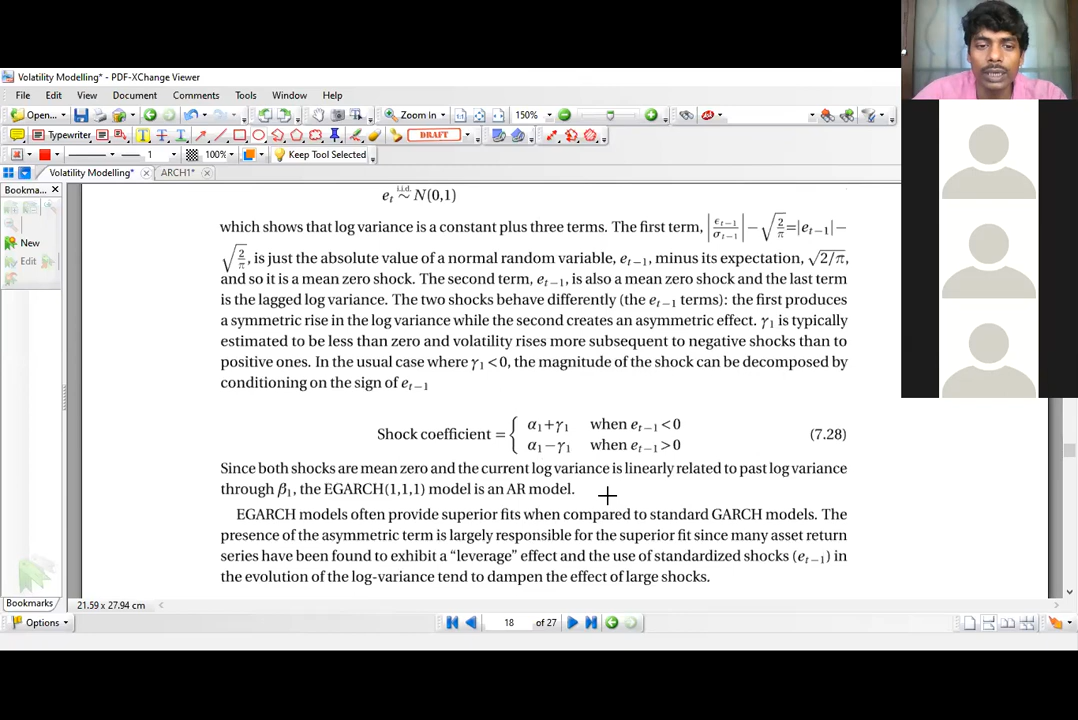 Volatility Modelling* - PDF-XChange Viewer
File Edit View Document Comments Tools Window Help
Open... Zoom In 150%
Typewriter DRAFT
1 100% Keep Tool Selected
Volatility Modelling* ARCH1*
Bookma...
New
Edit
e_t i.i.d. ∼ N(0,1)
which shows that log variance is a constant plus three terms. The first term, |ϵ_{t−1}/σ_{t−1}| − √(2/π) = |e_{t−1}| −
√(2/π), is just the absolute value of a normal random variable, e_{t−1}, minus its expectation, √2/π,
and so it is a mean zero shock. The second term, e_{t−1}, is also a mean zero shock and the last term
is the lagged log variance. The two shocks behave differently (the e_{t−1} terms): the first produces
a symmetric rise in the log variance while the second creates an asymmetric effect. γ₁ is typically
estimated to be less than zero and volatility rises more subsequent to negative shocks than to
positive ones. In the usual case where γ₁ < 0, the magnitude of the shock can be decomposed by
conditioning on the sign of e_{t−1}
Shock coefficient = { α₁+γ₁ when e_{t−1} < 0
α₁−γ₁ when e_{t−1} > 0 (7.28)
Since both shocks are mean zero and the current log variance is linearly related to past log variance
through β₁, the EGARCH(1,1,1) model is an AR model.
EGARCH models often provide superior fits when compared to standard GARCH models. The
presence of the asymmetric term is largely responsible for the superior fit since many asset return
series have been found to exhibit a “leverage” effect and the use of standardized shocks (e_{t−1}) in
the evolution of the log-variance tend to dampen the effect of large shocks.
Bookmarks 21.59 x 27.94 cm
Options 18 of 27